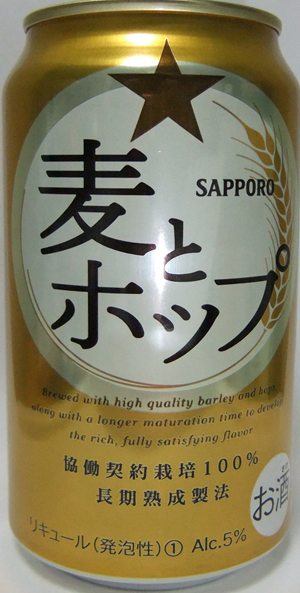 SAPPORO
麦と
ホップ
Brewed with high quality barley and hops,
along with a longer maturation time to develop
the rich, fully satisfying flavor.
協働契約栽培100%
長期熟成製法
お酒
リキュール(発泡性)① Alc.5%